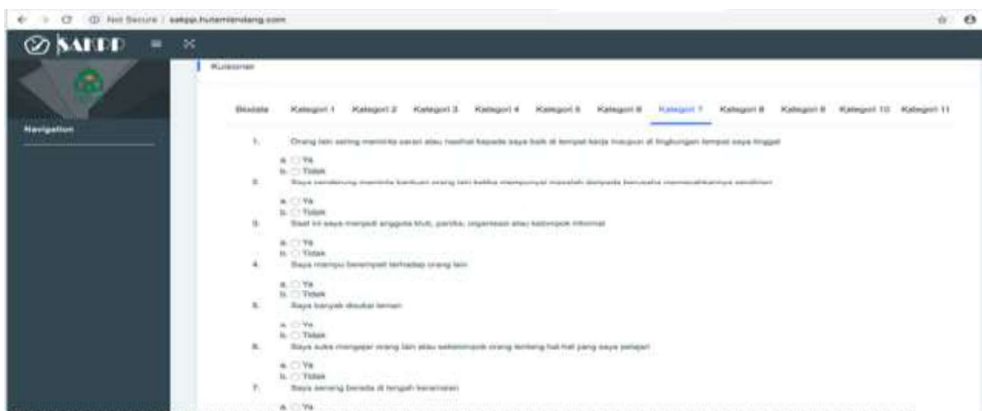 Not Secure | sakpp.hutamlendang.com
SAKPP
Kuisioner
Biodata Kategori 1 Kategori 2 Kategori 3 Kategori 4 Kategori 5 Kategori 6 Kategori 7 Kategori 8 Kategori 9 Kategori 10 Kategori 11
Navigation
1. Orang lain sering meminta saran atau nasihat kepada saya baik di tempat kerja maupun di lingkungan tempat saya tinggal
a. Ya
b. Tidak
2. Saya cenderung meminta bantuan orang lain ketika mempunyai masalah daripada berusaha memecahkannya sendirian
a. Ya
b. Tidak
3. Saat ini saya menjadi anggota klub, panitia, organisasi atau kelompok informal
a. Ya
b. Tidak
4. Saya mampu berempati terhadap orang lain
a. Ya
b. Tidak
5. Saya banyak disukai teman
a. Ya
b. Tidak
6. Saya suka mengajar orang lain atau sekelompok orang tentang hal-hal yang saya pelajari
a. Ya
b. Tidak
7. Saya senang berada di tengah keramaian
a. Ya